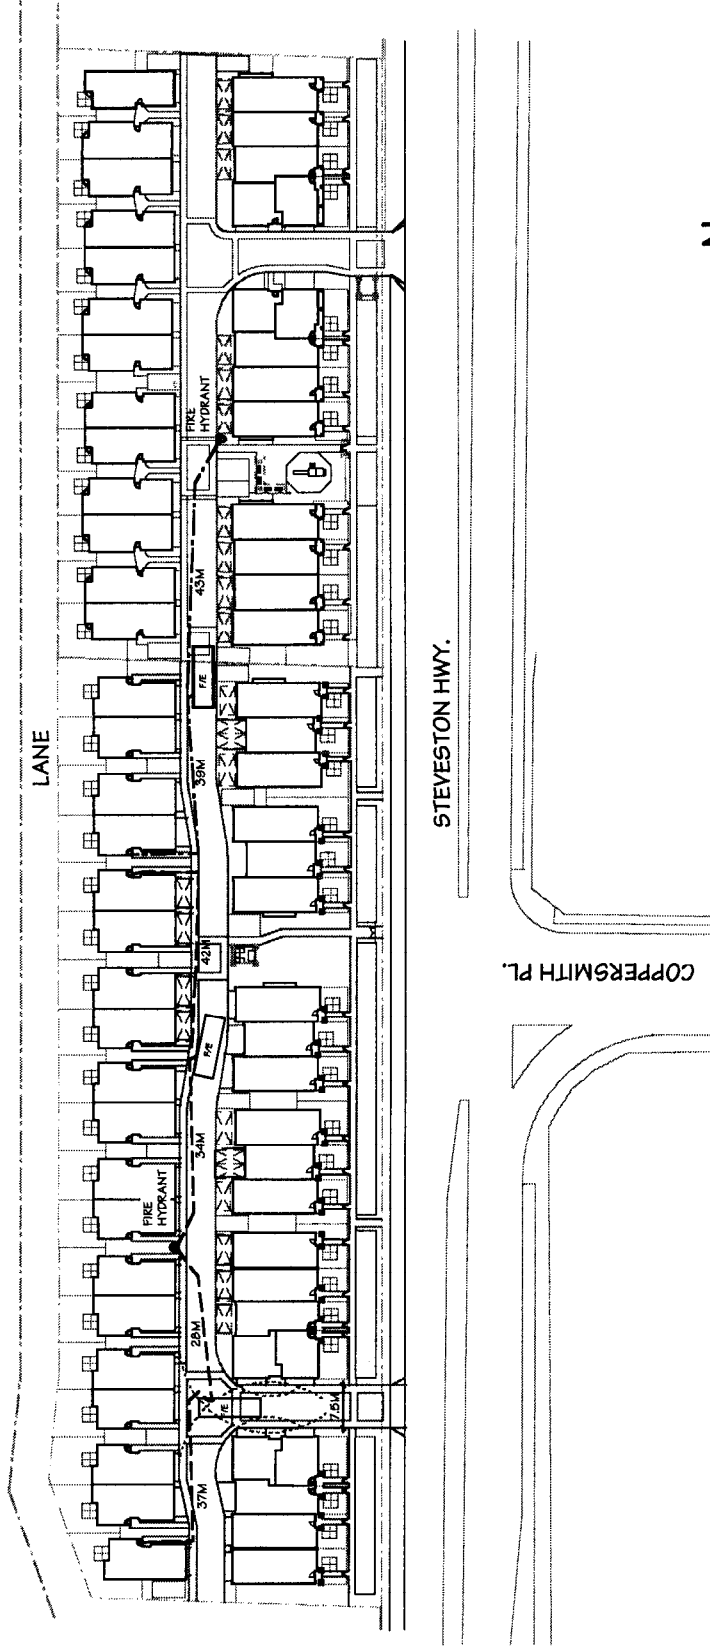 FIRE
HYDRANT
43M
F/E
LANE
39M
STEVESTON HWY.
42M
COPPERSMITH PL.
F/E
34M
FIRE
HYDRANT
28M
F/E
7.5M
37M